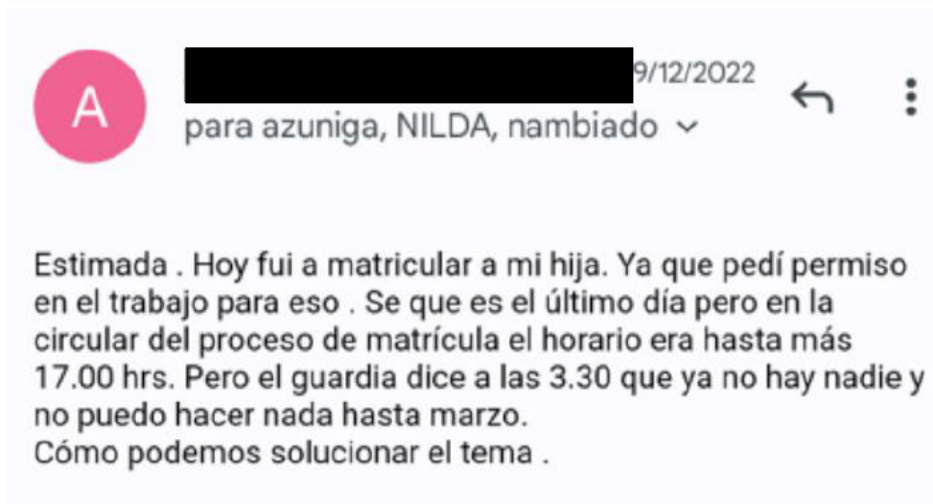 A
9/12/2022
para azuniga, NILDA, nambiado
Estimada . Hoy fui a matricular a mi hija. Ya que pedí permiso
en el trabajo para eso . Se que es el último día pero en la
circular del proceso de matrícula el horario era hasta más
17.00 hrs. Pero el guardia dice a las 3.30 que ya no hay nadie y
no puedo hacer nada hasta marzo.
Cómo podemos solucionar el tema .